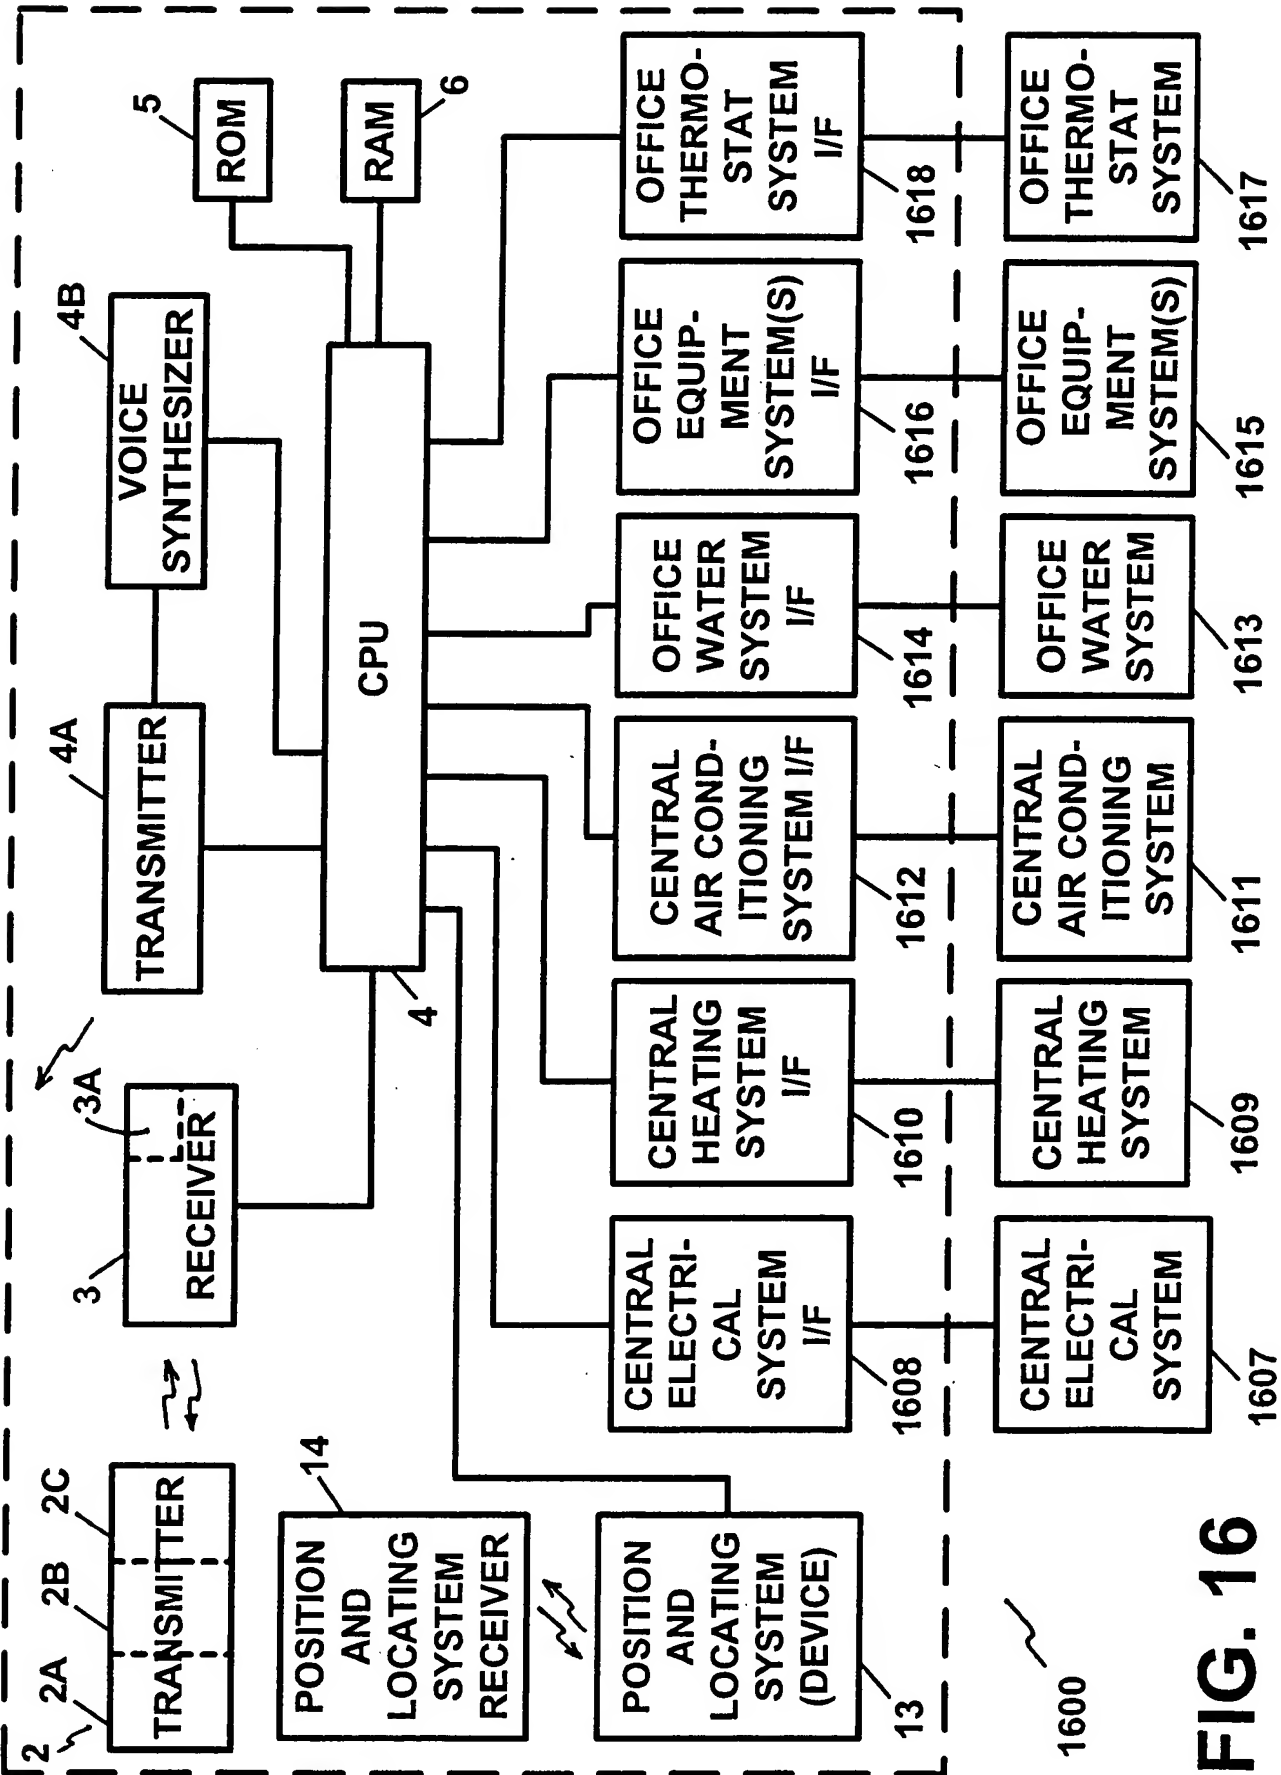 2
2A
2B
2C
TRANSMITTER
3
3A
RECEIVER
4A
TRANSMITTER
4B
VOICE
SYNTHESIZER
5
ROM
RAM
6
CPU
4
14
POSITION
AND
LOCATING
SYSTEM
RECEIVER
POSITION
AND
LOCATING
SYSTEM
(DEVICE)
13
CENTRAL
ELECTRI-
CAL
SYSTEM
I/F
1608
CENTRAL
HEATING
SYSTEM
I/F
1610
CENTRAL
AIR COND-
ITIONING
SYSTEM I/F
1612
OFFICE
WATER
SYSTEM
I/F
1614
OFFICE
EQUIP-
MENT
SYSTEM(S)
I/F
1616
OFFICE
THERMO-
STAT
SYSTEM
I/F
1618
CENTRAL
ELECTRI-
CAL
SYSTEM
1607
CENTRAL
HEATING
SYSTEM
1609
CENTRAL
AIR COND-
ITIONING
SYSTEM
1611
OFFICE
WATER
SYSTEM
1613
OFFICE
EQUIP-
MENT
SYSTEM(S)
1615
OFFICE
THERMO-
STAT
SYSTEM
1617
1600
FIG. 16